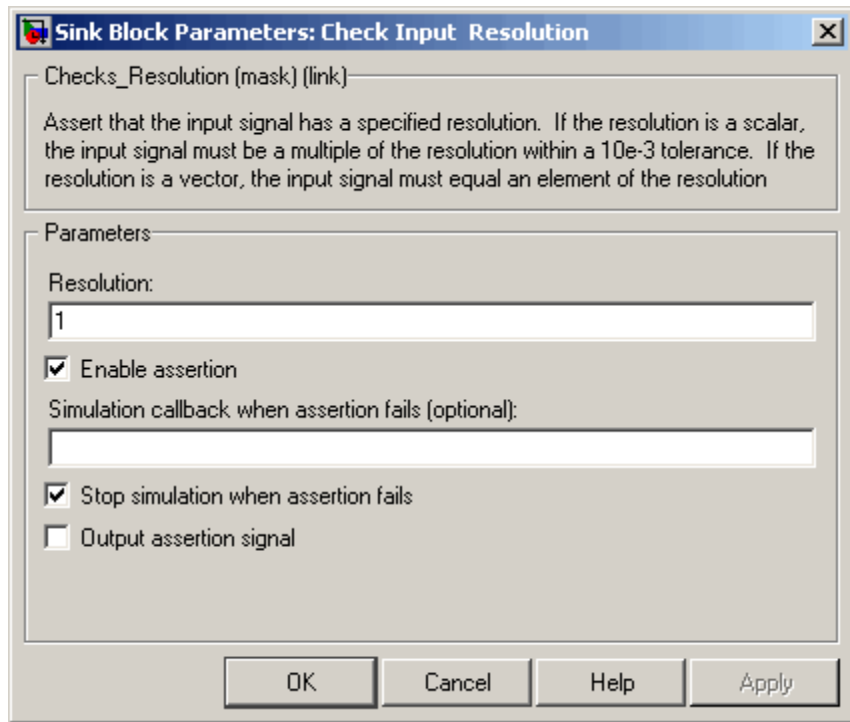 Sink Block Parameters: Check Input  Resolution
Checks_Resolution (mask) (link)
Assert that the input signal has a specified resolution.  If the resolution is a scalar,
the input signal must be a multiple of the resolution within a 10e-3 tolerance.  If the
resolution is a vector, the input signal must equal an element of the resolution
Parameters
Resolution:
1
Enable assertion
Simulation callback when assertion fails (optional):
Stop simulation when assertion fails
Output assertion signal
OK
Cancel
Help
Apply